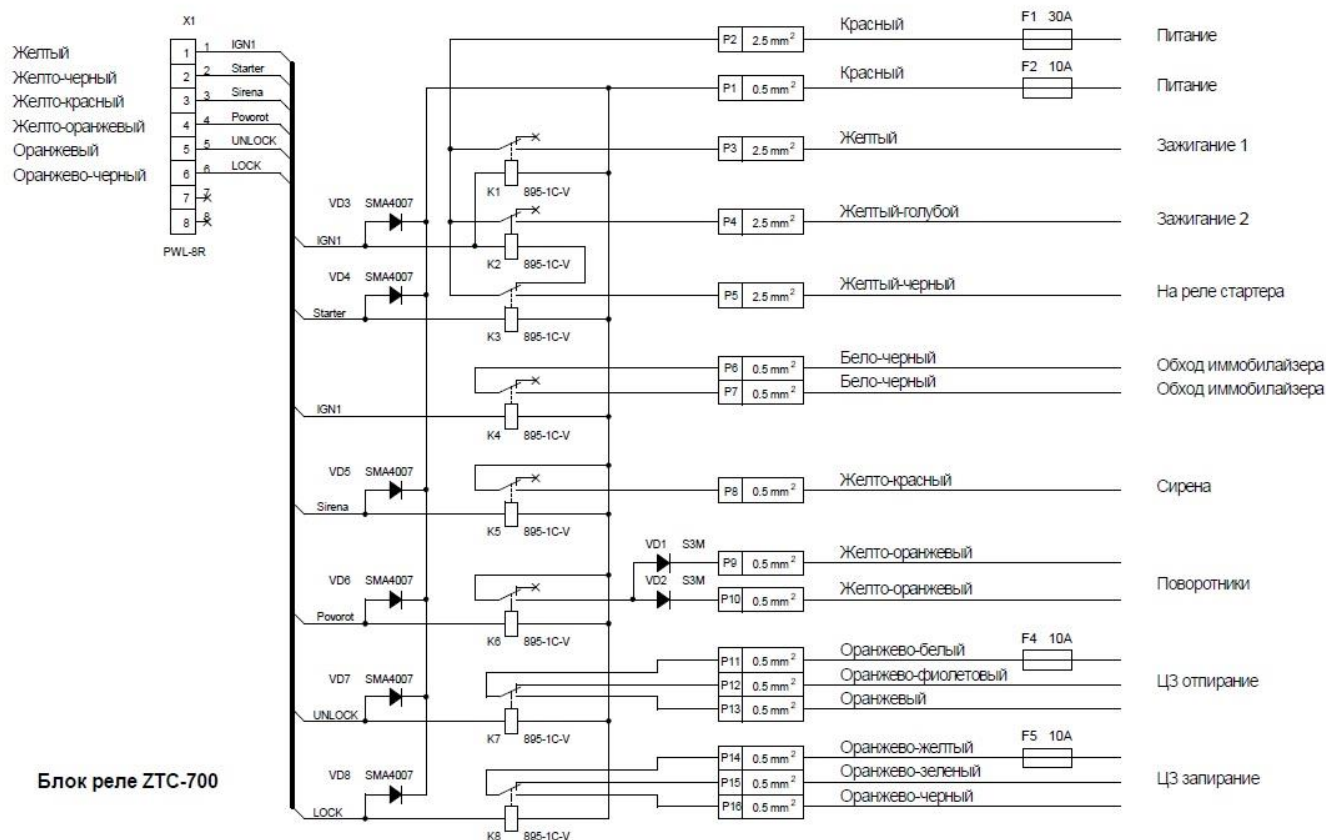 X1
Желтый 1 1 IGN1
Желто-черный 2 2 Starter
Желто-красный 3 3 Sirena
Желто-оранжевый 4 4 Povorot
Оранжевый 5 5 UNLOCK
Оранжево-черный 6 6 LOCK
7 7
8 8
PWL-8R
P2 2.5 mm² Красный F1 30A Питание
P1 0.5 mm² Красный F2 10A Питание
P3 2.5 mm² Желтый Зажигание 1
K1 895-1C-V
VD3 SMA4007
P4 2.5 mm² Желтый-голубой Зажигание 2
IGN1
K2 895-1C-V
VD4 SMA4007
P5 2.5 mm² Желтый-черный На реле стартера
Starter
K3 895-1C-V
P6 0.5 mm² Бело-черный Обход иммобилайзера
P7 0.5 mm² Бело-черный Обход иммобилайзера
IGN1
K4 895-1C-V
VD5 SMA4007
P8 0.5 mm² Желто-красный Сирена
Sirena
K5 895-1C-V
VD1 S3M
P9 0.5 mm² Желто-оранжевый
VD6 SMA4007
VD2 S3M
P10 0.5 mm² Желто-оранжевый
Поворотники
Povorot
K6 895-1C-V
P11 0.5 mm² Оранжево-белый F4 10A
VD7 SMA4007
P12 0.5 mm² Оранжево-фиолетовый
ЦЗ отпирание
P13 0.5 mm² Оранжевый
UNLOCK
K7 895-1C-V
P14 0.5 mm² Оранжево-желтый F5 10A
Блок реле ZTC-700
VD8 SMA4007
P15 0.5 mm² Оранжево-зеленый
ЦЗ запирание
P16 0.5 mm² Оранжево-черный
LOCK
K8 895-1C-V